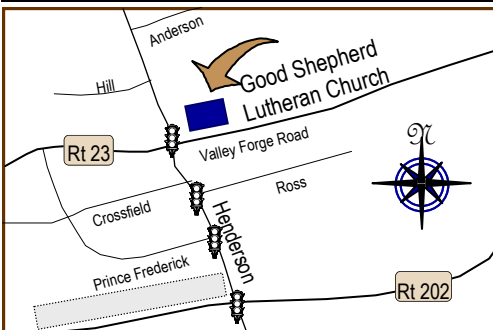 Anderson
Good Shepherd
Lutheran Church
Hill
Rt 23
Valley Forge Road
N
Ross
Crossfield
Henderson
Prince Frederick
Rt 202